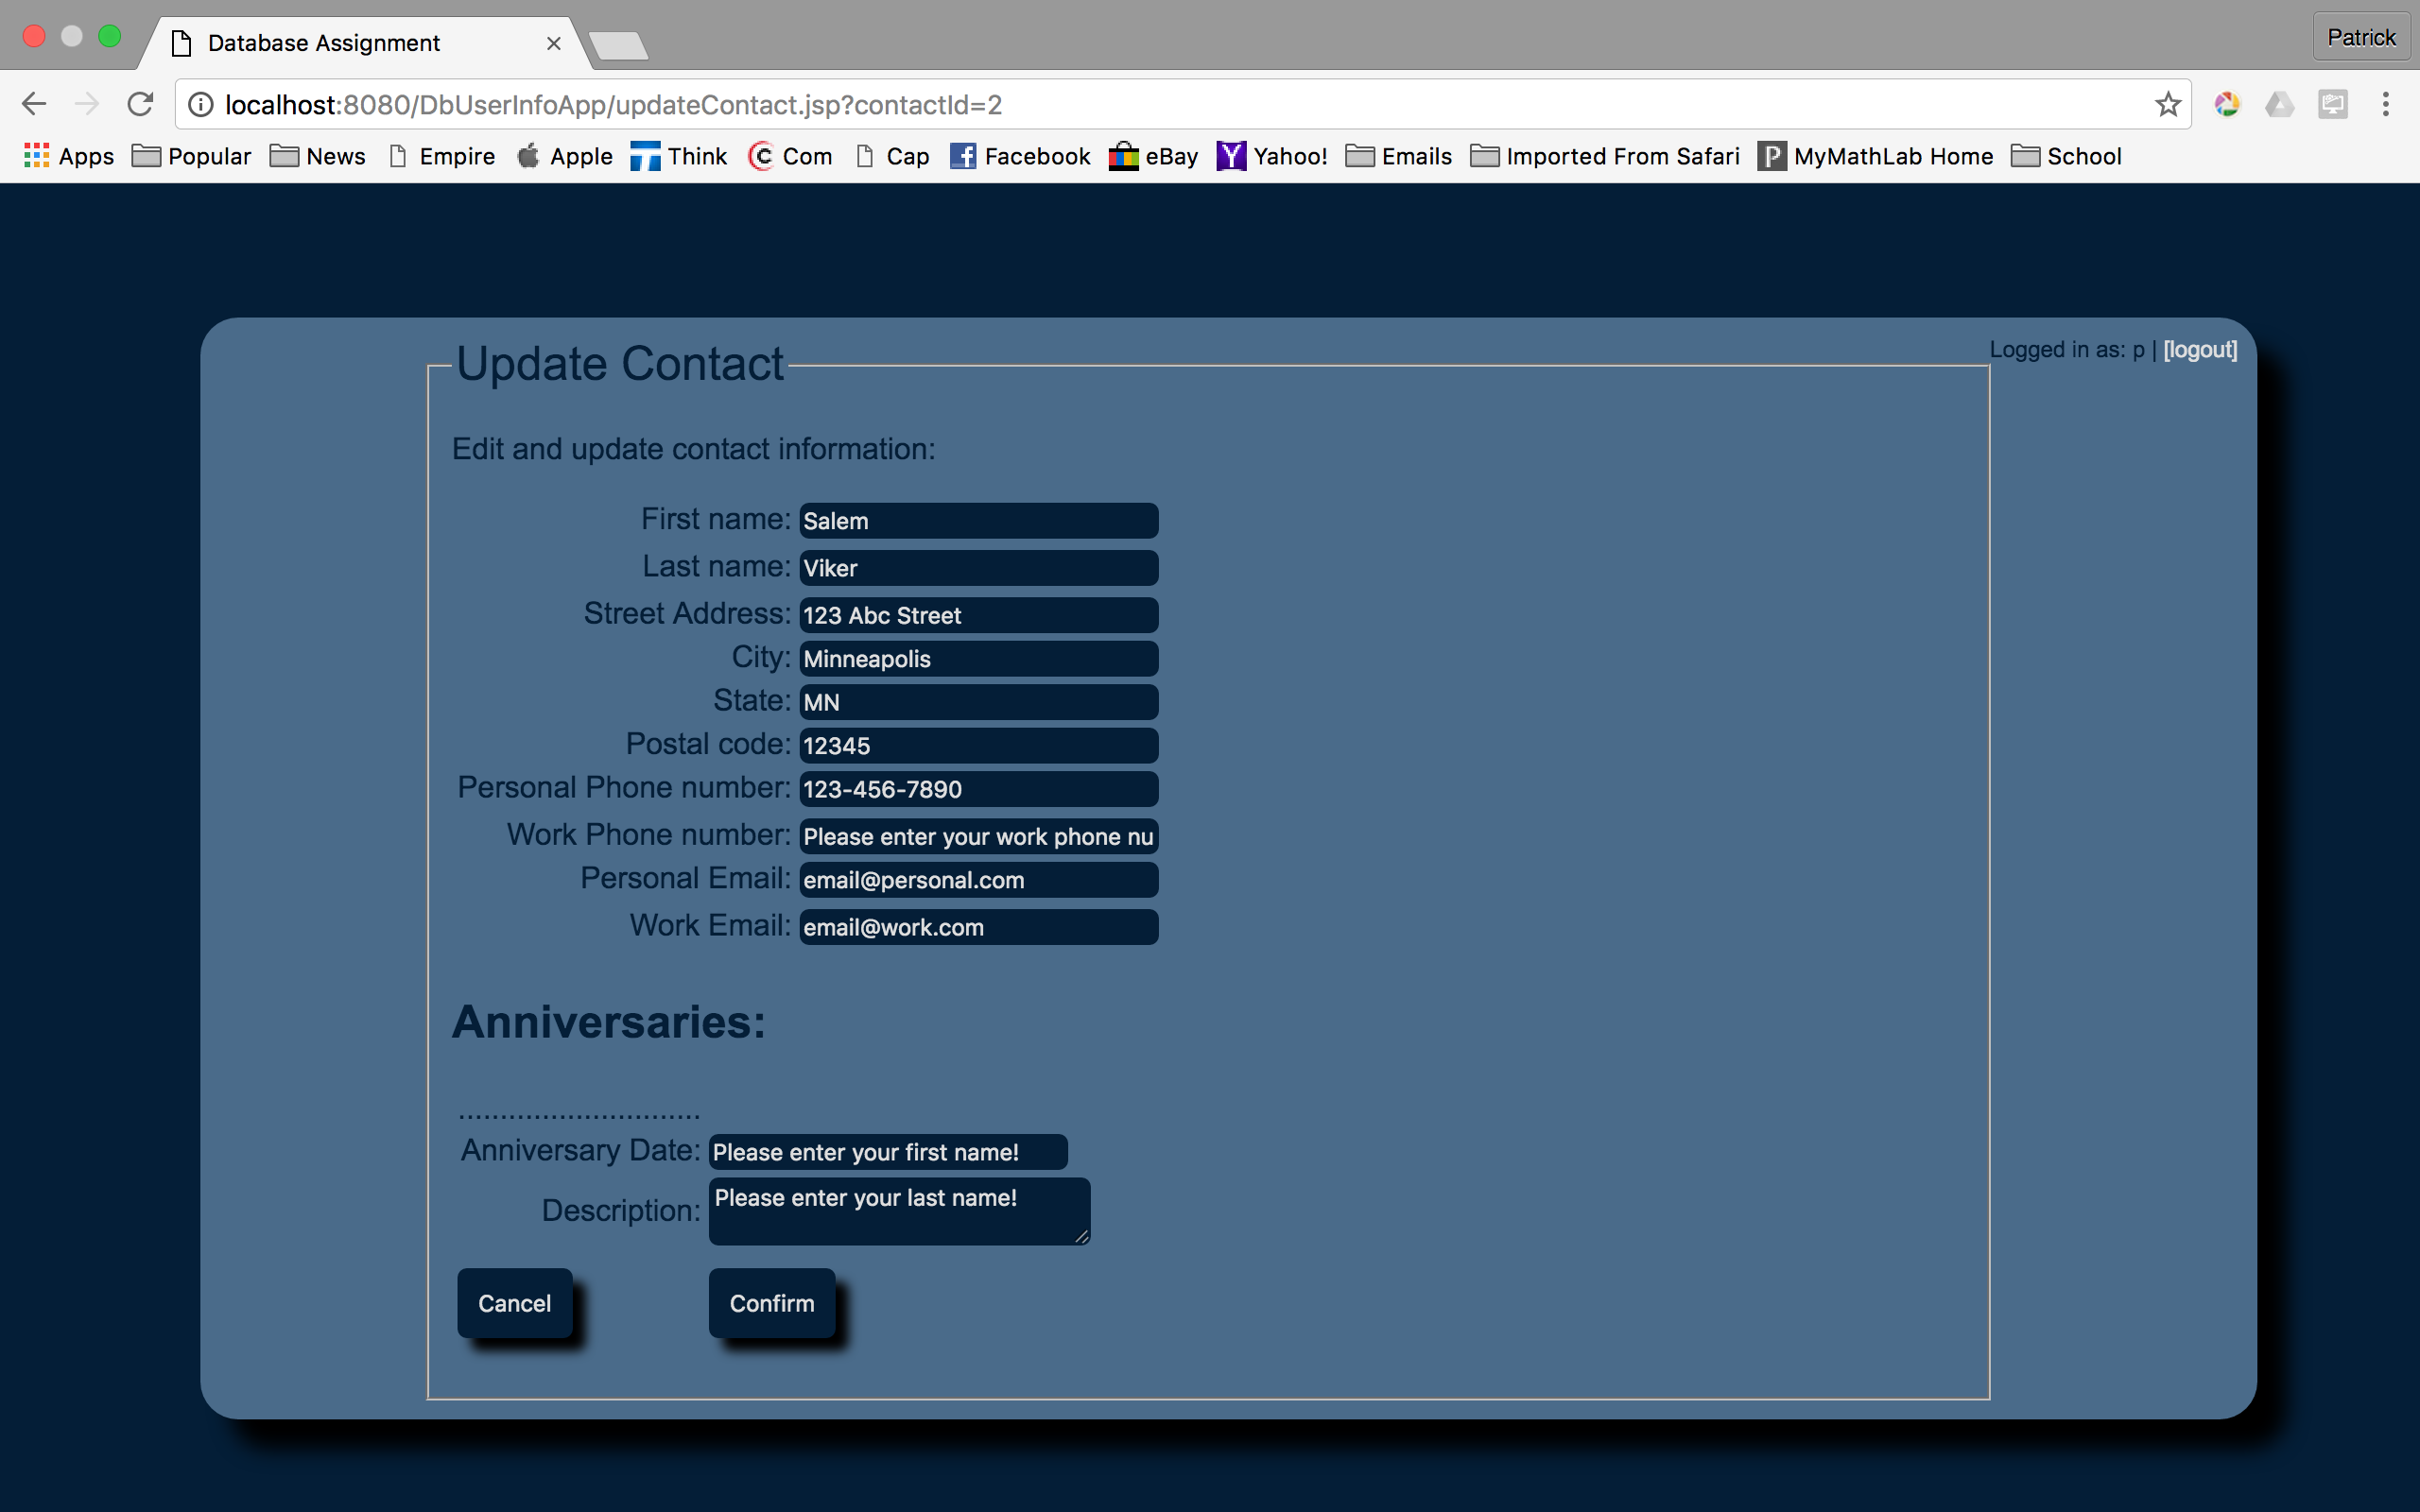 Database Assignment
Patrick
localhost:8080/DbUserInfoApp/updateContact.jsp?contactId=2
Apps Popular News Empire Apple Think Com Cap Facebook eBay Yahoo! Emails Imported From Safari MyMathLab Home School
Logged in as: p | [logout]
Update Contact
Edit and update contact information:
First name: Salem
Last name: Viker
Street Address: 123 Abc Street
City: Minneapolis
State: MN
Postal code: 12345
Personal Phone number: 123-456-7890
Work Phone number: Please enter your work phone nu
Personal Email: email@personal.com
Work Email: email@work.com
Anniversaries:
.............................
Anniversary Date: Please enter your first name!
Description: Please enter your last name!
Cancel Confirm